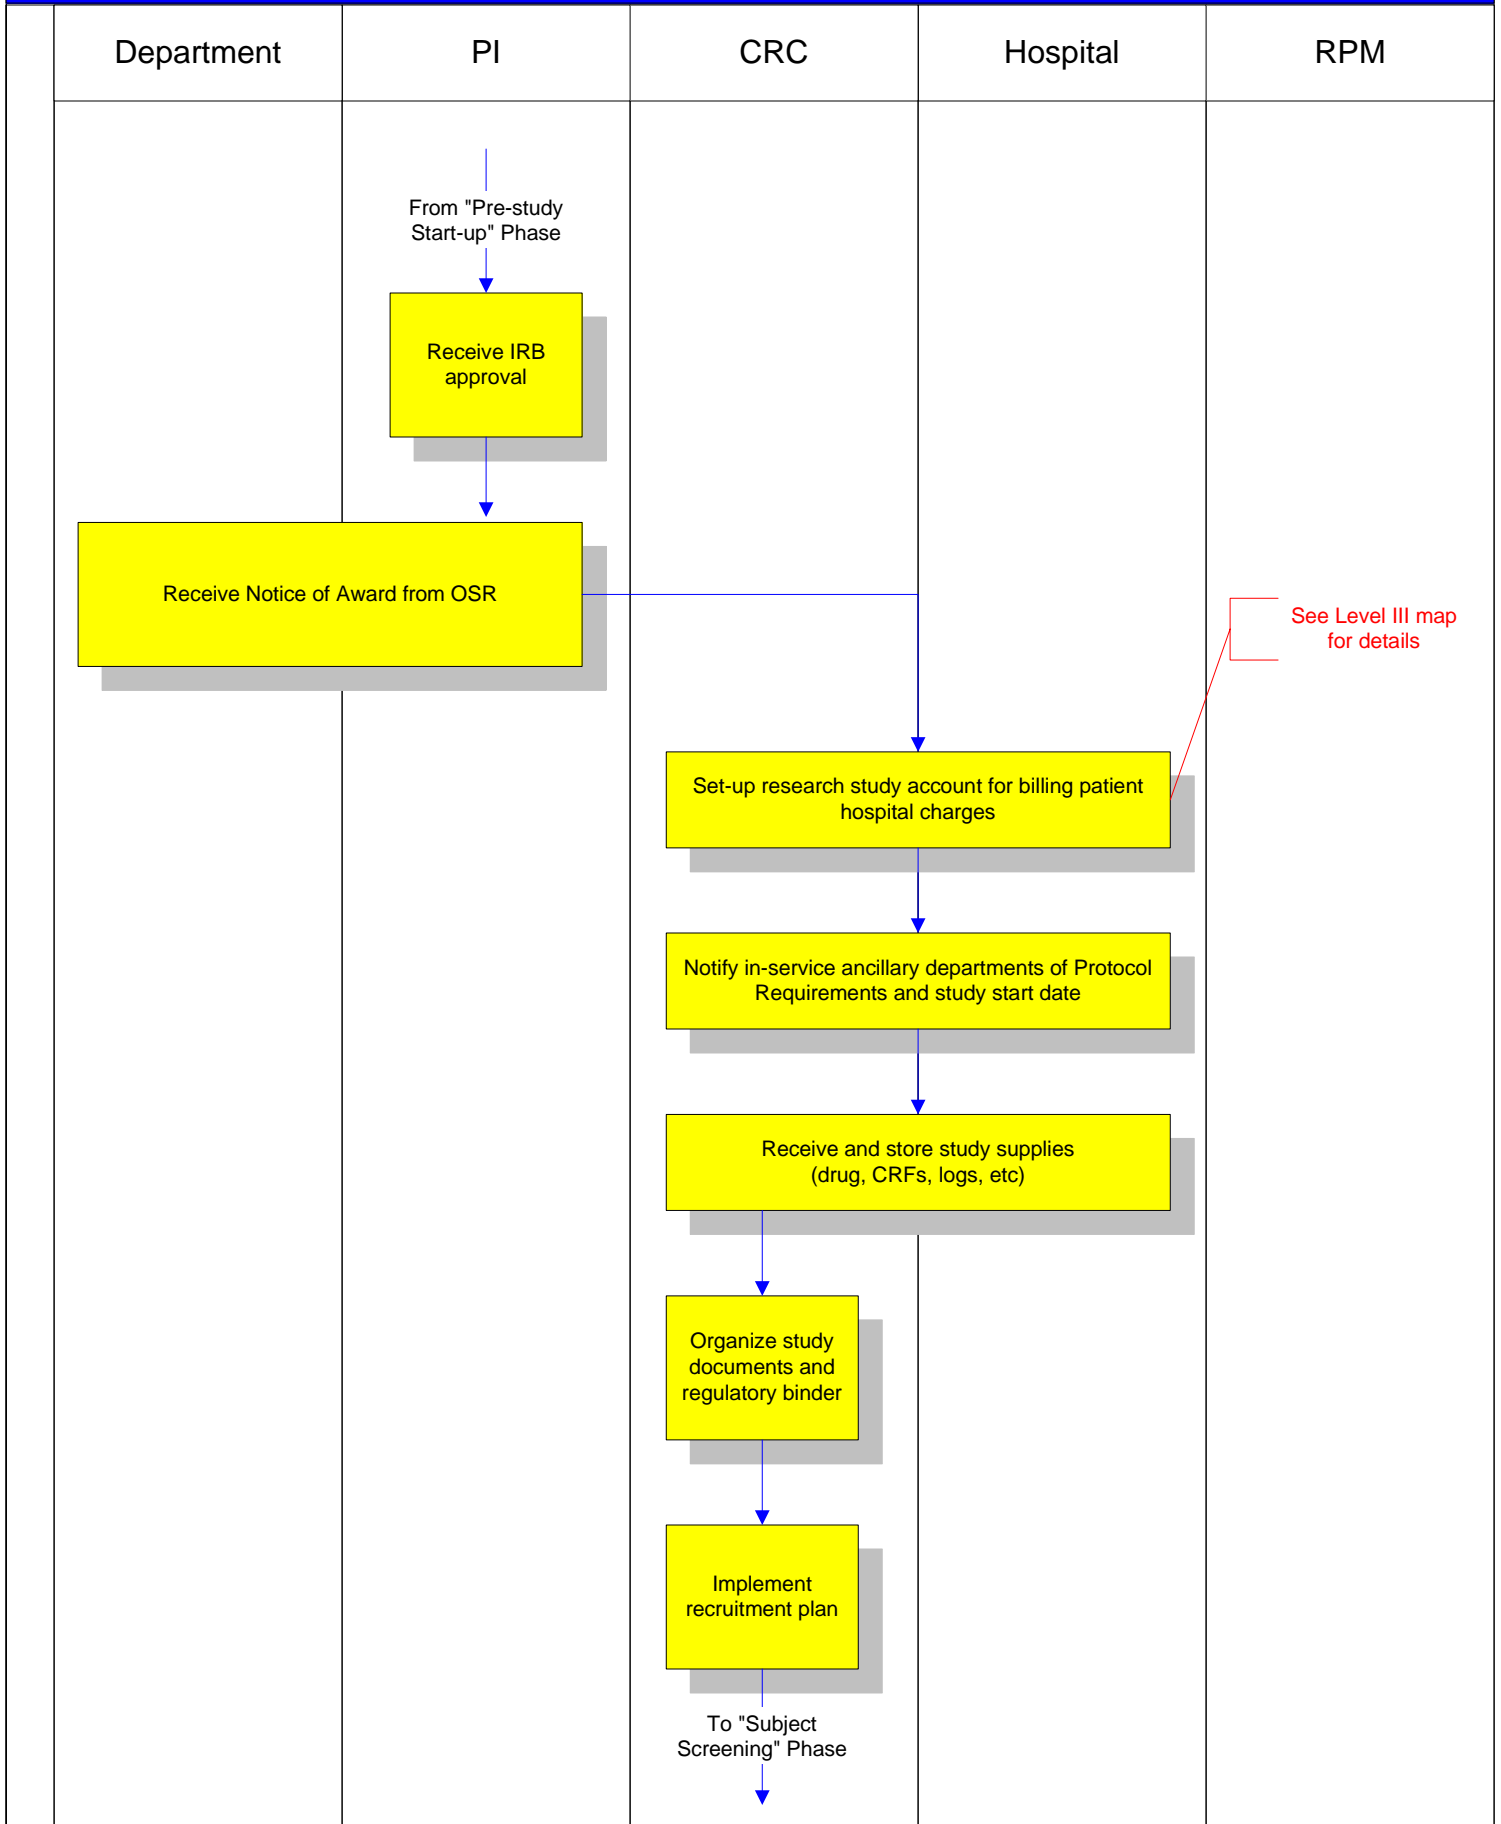 Department
PI
CRC
Hospital
RPM
From "Pre-study
Start-up" Phase
Receive IRB
approval
Receive Notice of Award from OSR
See Level III map
for details
Set-up research study account for billing patient
hospital charges
Notify in-service ancillary departments of Protocol
Requirements and study start date
Receive and store study supplies
(drug, CRFs, logs, etc)
Organize study
documents and
regulatory binder
Implement
recruitment plan
To "Subject
Screening" Phase